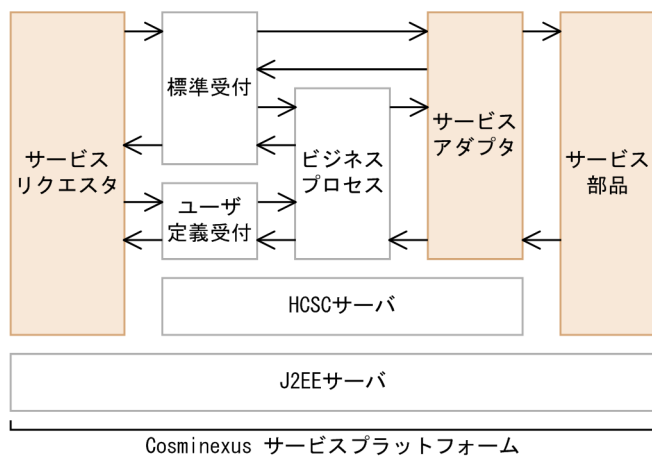 サービス
リクエスタ
標準受付
ユーザ
定義受付
ビジネス
プロセス
サービス
アダプタ
サービス
部品
HCSCサーバ
J2EEサーバ
Cosminexus サービスプラットフォーム